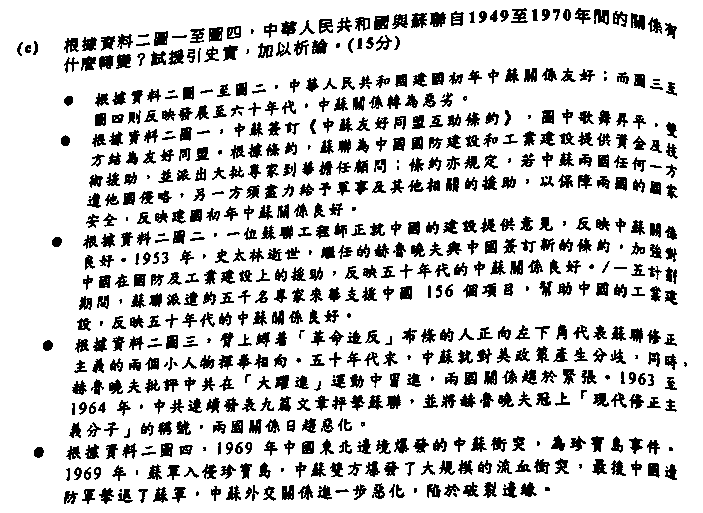 (c) 根據資料二圖一至圖四，中華人民共和國與蘇聯自1949至1970年間的關係有
什麼轉變？試援引史實，加以析論。(15分)
● 根據資料二圖一至圖二，中華人民共和國建國初年中蘇關係友好；而圖三至
圖四則反映發展至六十年代，中蘇關係轉為惡劣。
● 根據資料二圖一，中蘇簽訂《中蘇友好同盟互助條約》，圖中歌舞昇平，雙
方結為友好同盟。根據條約，蘇聯為中國國防建設和工業建設提供資金及技
術援助，並派出大批專家到華擔任顧問；條約亦規定，若中蘇兩國任何一方
遭他國侵略，另一方須盡力給予軍事及其他相關的援助，以保障兩國的國家
安全，反映建國初年中蘇關係良好。
● 根據資料二圖二，一位蘇聯工程師正就中國的建設提供意見，反映中蘇關係
良好。1953 年，史太林逝世，繼任的赫魯曉夫與中國簽訂新的條約，加強對
中國在國防及工業建設上的援助，反映五十年代的中蘇關係良好。/一五計劃
期間，蘇聯派遣約五千名專家來華支援中國 156 個項目，幫助中國的工業建
設，反映五十年代的中蘇關係良好。
● 根據資料二圖三，臂上綁着「革命造反」布條的人正向左下角代表蘇聯修正
主義的兩個小人物揮拳相向。五十年代末，中蘇就對美政策產生分歧，同時，
赫魯曉夫批評中共在「大躍進」運動中冒進，兩國關係趨於緊張。1963 至
1964 年，中共連續發表九篇文章抨擊蘇聯，並將赫魯曉夫冠上「現代修正主
義分子」的稱號，兩國關係日趨惡化。
● 根據資料二圖四，1969 年中國東北邊境爆發的中蘇衝突，為珍寶島事件。
1969 年，蘇軍入侵珍寶島，中蘇雙方爆發了大規模的流血衝突，最後中國邊
防軍擊退了蘇軍，中蘇外交關係進一步惡化，陷於破裂邊緣。